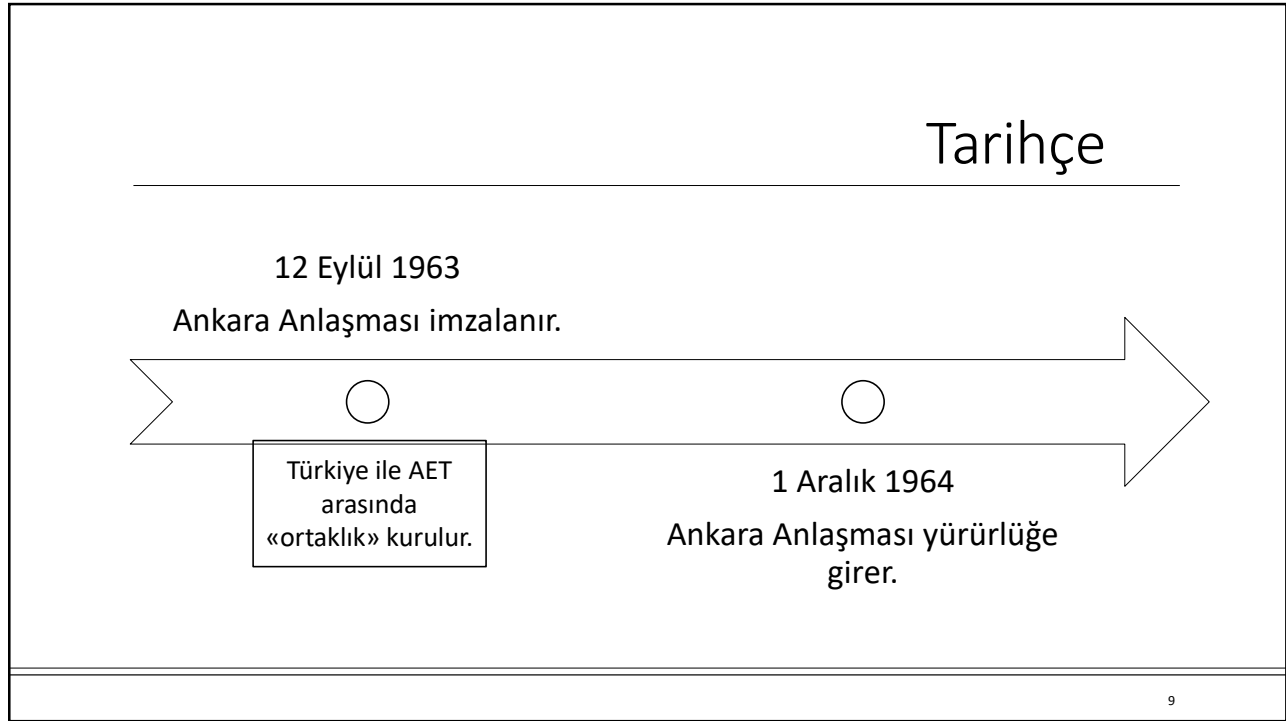 Tarihçe
12 Eylül 1963
Ankara Anlaşması imzalanır.
Türkiye ile AET
arasında
«ortaklık» kurulur.
1 Aralık 1964
Ankara Anlaşması yürürlüğe
girer.
9